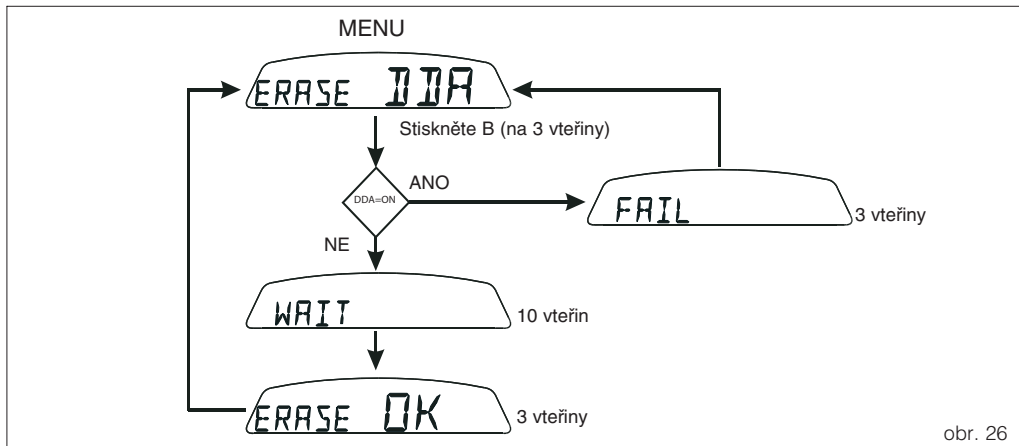 MENU
ERASE DDA
Stiskněte B (na 3 vteřiny)
DDA=ON
ANO
FAIL
3 vteřiny
NE
WAIT
10 vteřin
ERASE OK
3 vteřiny
obr. 26